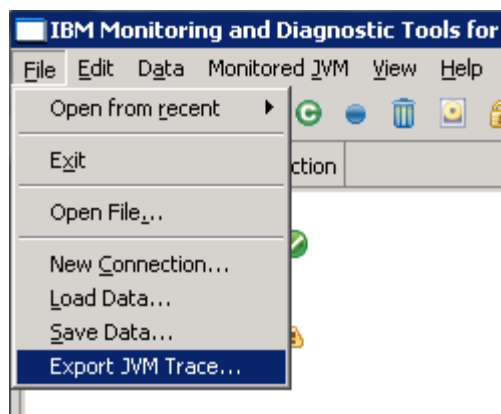 IBM Monitoring and Diagnostic Tools for
File Edit Data Monitored JVM View Help
Open from recent
Exit
ction
Open File...
New Connection...
Load Data...
Save Data...
Export JVM Trace...